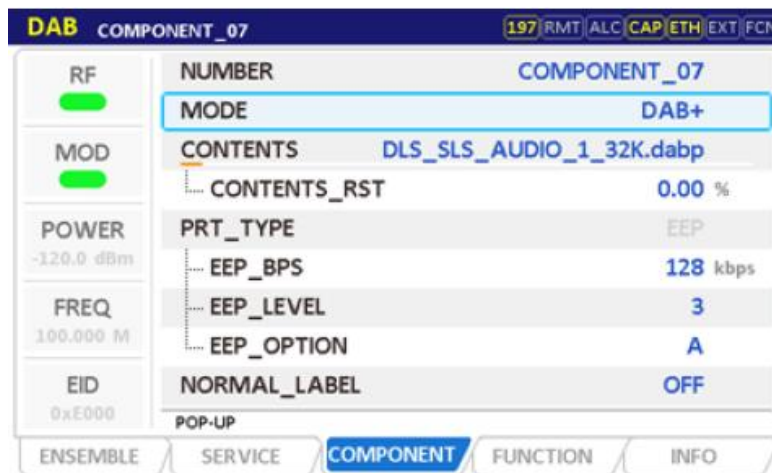 DAB COMPONENT_07 197 RMT ALC CAP ETH EXT FCN
RF
MOD
POWER
-120.0 dBm
FREQ
100.000 M
EID
0xE000
NUMBER COMPONENT_07
MODE DAB+
CONTENTS DLS_SLS_AUDIO_1_32K.dabp
CONTENTS_RST 0.00 %
PRT_TYPE EEP
EEP_BPS 128 kbps
EEP_LEVEL 3
EEP_OPTION A
NORMAL_LABEL OFF
POP-UP
ENSEMBLE SERVICE COMPONENT FUNCTION INFO